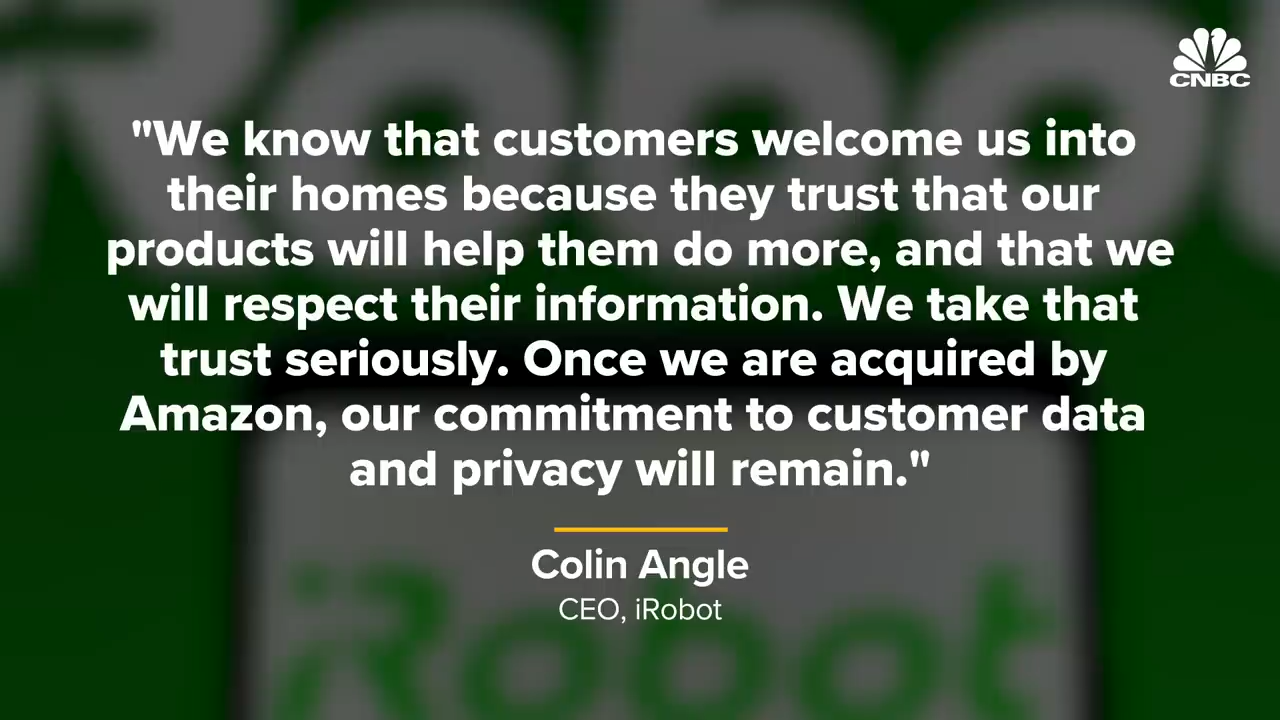 CNBC
"We know that customers welcome us into
their homes because they trust that our
products will help them do more, and that we
will respect their information. We take that
trust seriously. Once we are acquired by
Amazon, our commitment to customer data
and privacy will remain."
Colin Angle
CEO, iRobot
iRobot